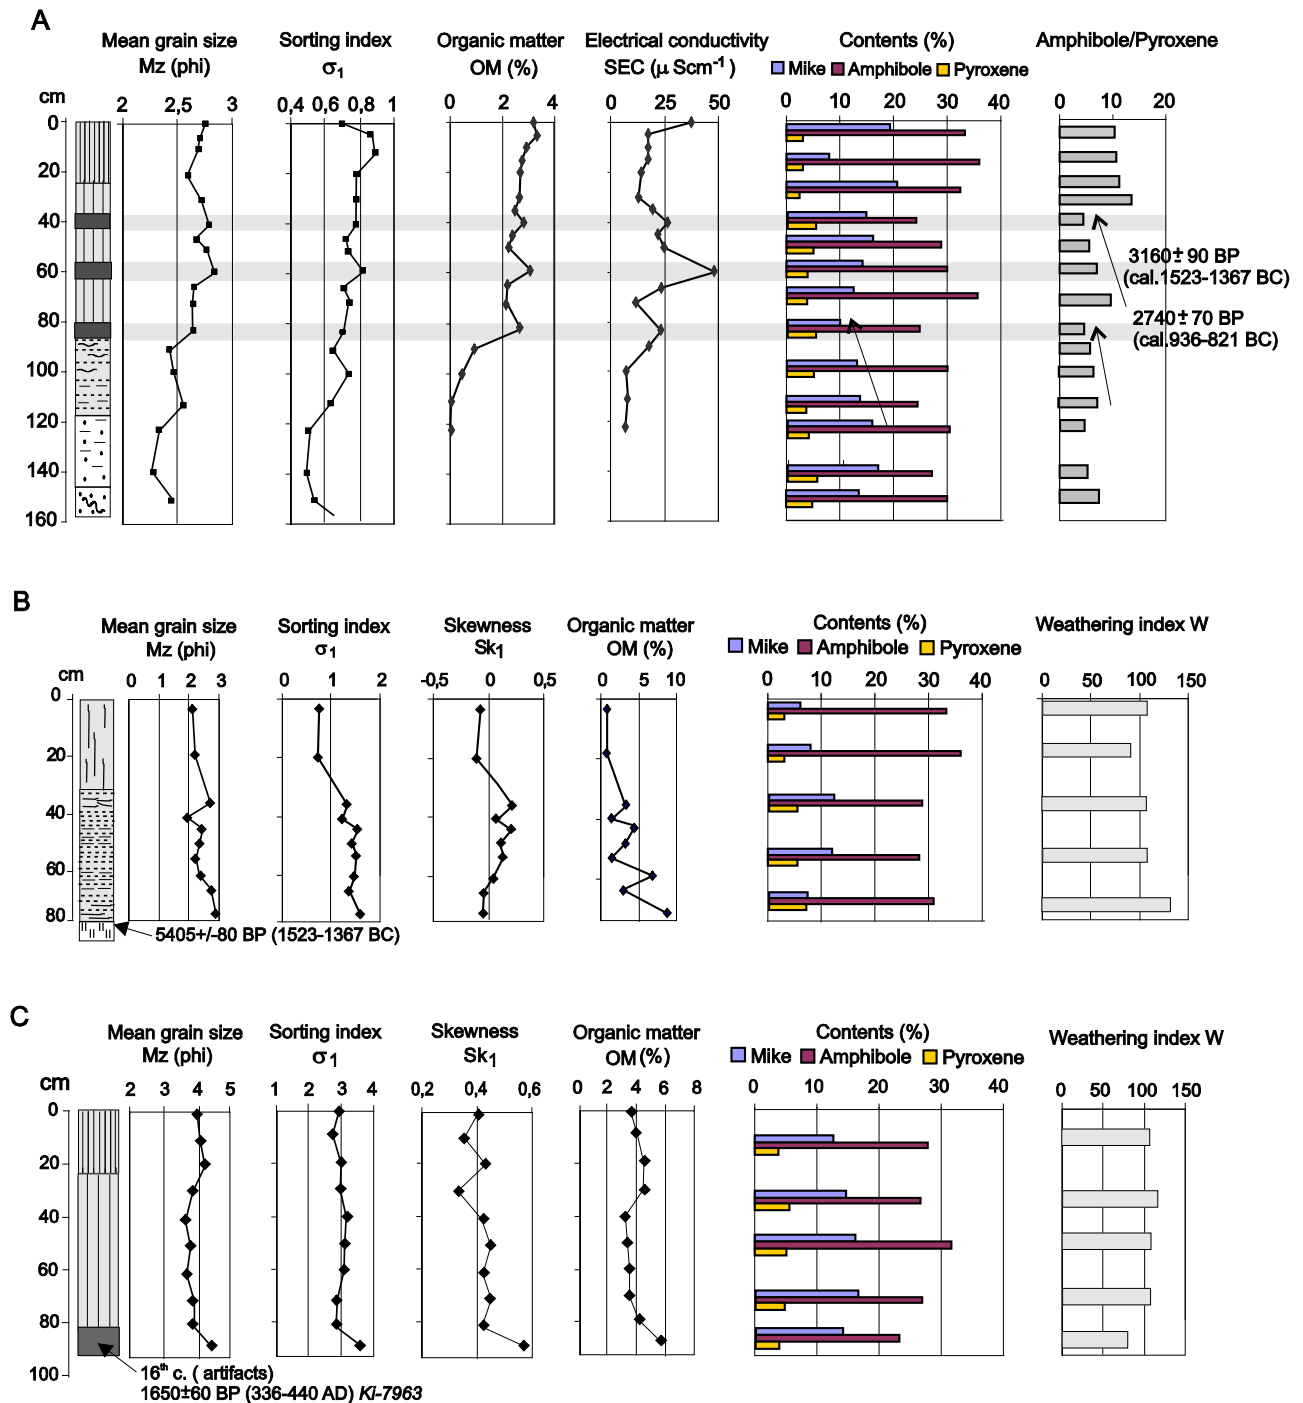 A
Mean grain size
Mz (phi)
Sorting index
σ1
Organic matter
OM (%)
Electrical conductivity
SEC (μ Scm-1)
Contents (%)
Mike Amphibole Pyroxene
Amphibole/Pyroxene
cm
2 2,5 3
0,4 0,6 0,8 1
0 2 4
0 25 50
0 10 20 30 40
0 10 20
0
20
40
60
80
100
120
140
160
3160± 90 BP
(cal.1523-1367 BC)
2740± 70 BP
(cal.936-821 BC)
B
Mean grain size
Mz (phi)
Sorting index
σ1
Skewness
Sk1
Organic matter
OM (%)
Contents (%)
Mike Amphibole Pyroxene
Weathering index W
cm
0 1 2 3
0 1 2
-0,5 0 0,5
0 5 10
0 10 20 30 40
0 50 100 150
0
20
40
60
80
5405+/-80 BP (1523-1367 BC)
C
Mean grain size
Mz (phi)
Sorting index
σ1
Skewness
Sk1
Organic matter
OM (%)
Contents (%)
Mike Amphibole Pyroxene
Weathering index W
cm
2 3 4 5
1 2 3 4
0,2 0,4 0,6
0 2 4 6 8
0 10 20 30 40
0 50 100 150
0
20
40
60
80
100
16th c. ( artifacts)
1650±60 BP (336-440 AD) Ki-7963